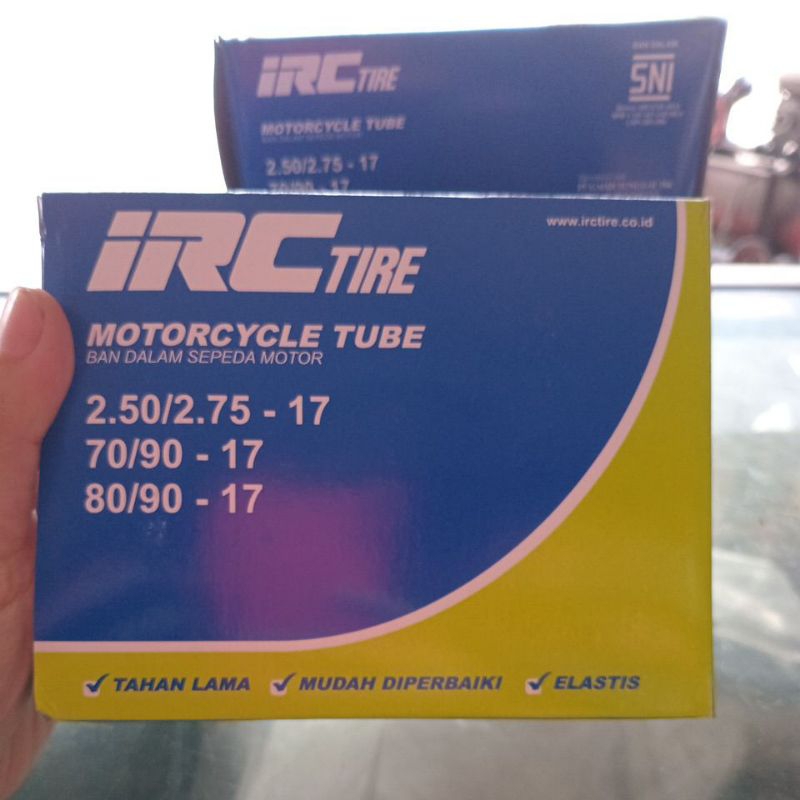 iRC TIRE
MOTORCYCLE TUBE
2.50/2.75 - 17
70/90 - 17
SNI
iRC TIRE
www.irctire.co.id
MOTORCYCLE TUBE
BAN DALAM SEPEDA MOTOR
2.50/2.75 - 17
70/90 - 17
80/90 - 17
TAHAN LAMA MUDAH DIPERBAIKI ELASTIS